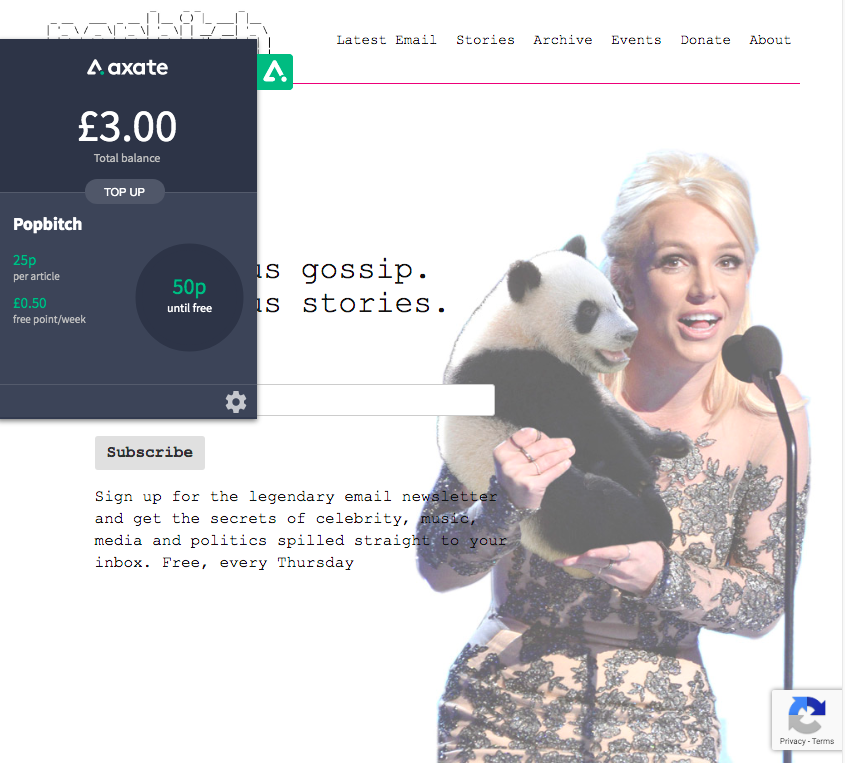 popbitch
Latest Email Stories Archive Events Donate About
axate
£3.00
Total balance
TOP UP
Popbitch
25p
per article
£0.50
free point/week
50p
until free
us gossip.
us stories.
Subscribe
Sign up for the legendary email newsletter
and get the secrets of celebrity, music,
media and politics spilled straight to your
inbox. Free, every Thursday
Privacy - Terms